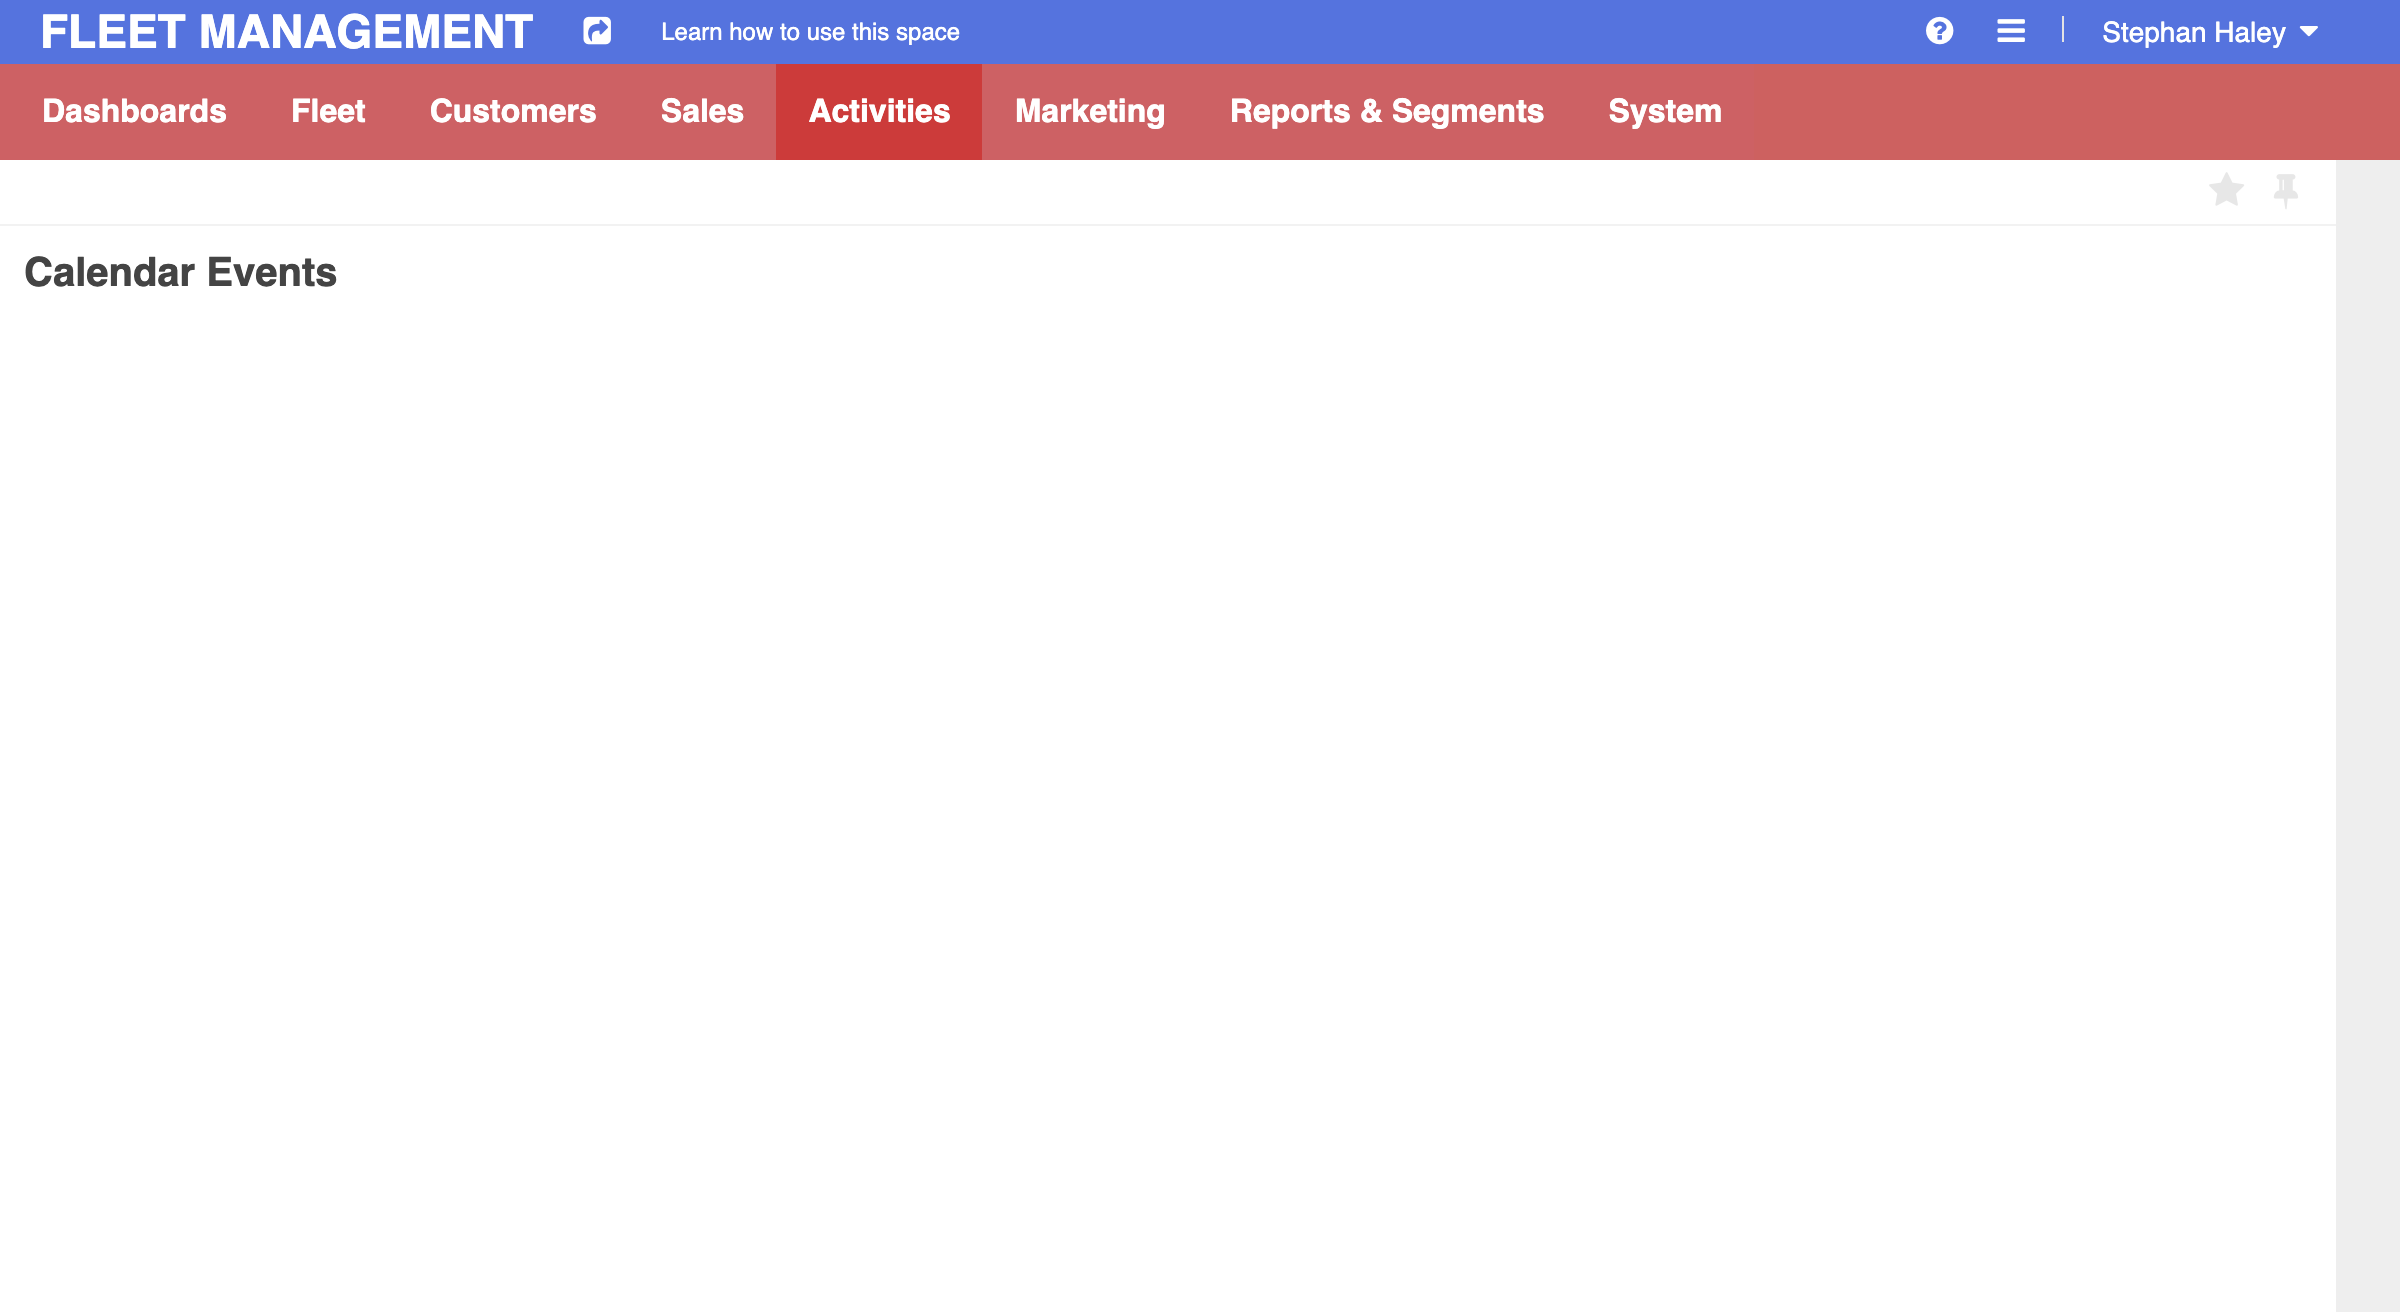 FLEET MANAGEMENT Learn how to use this space Stephan Haley
Dashboards Fleet Customers Sales Activities Marketing Reports & Segments System
Calendar Events